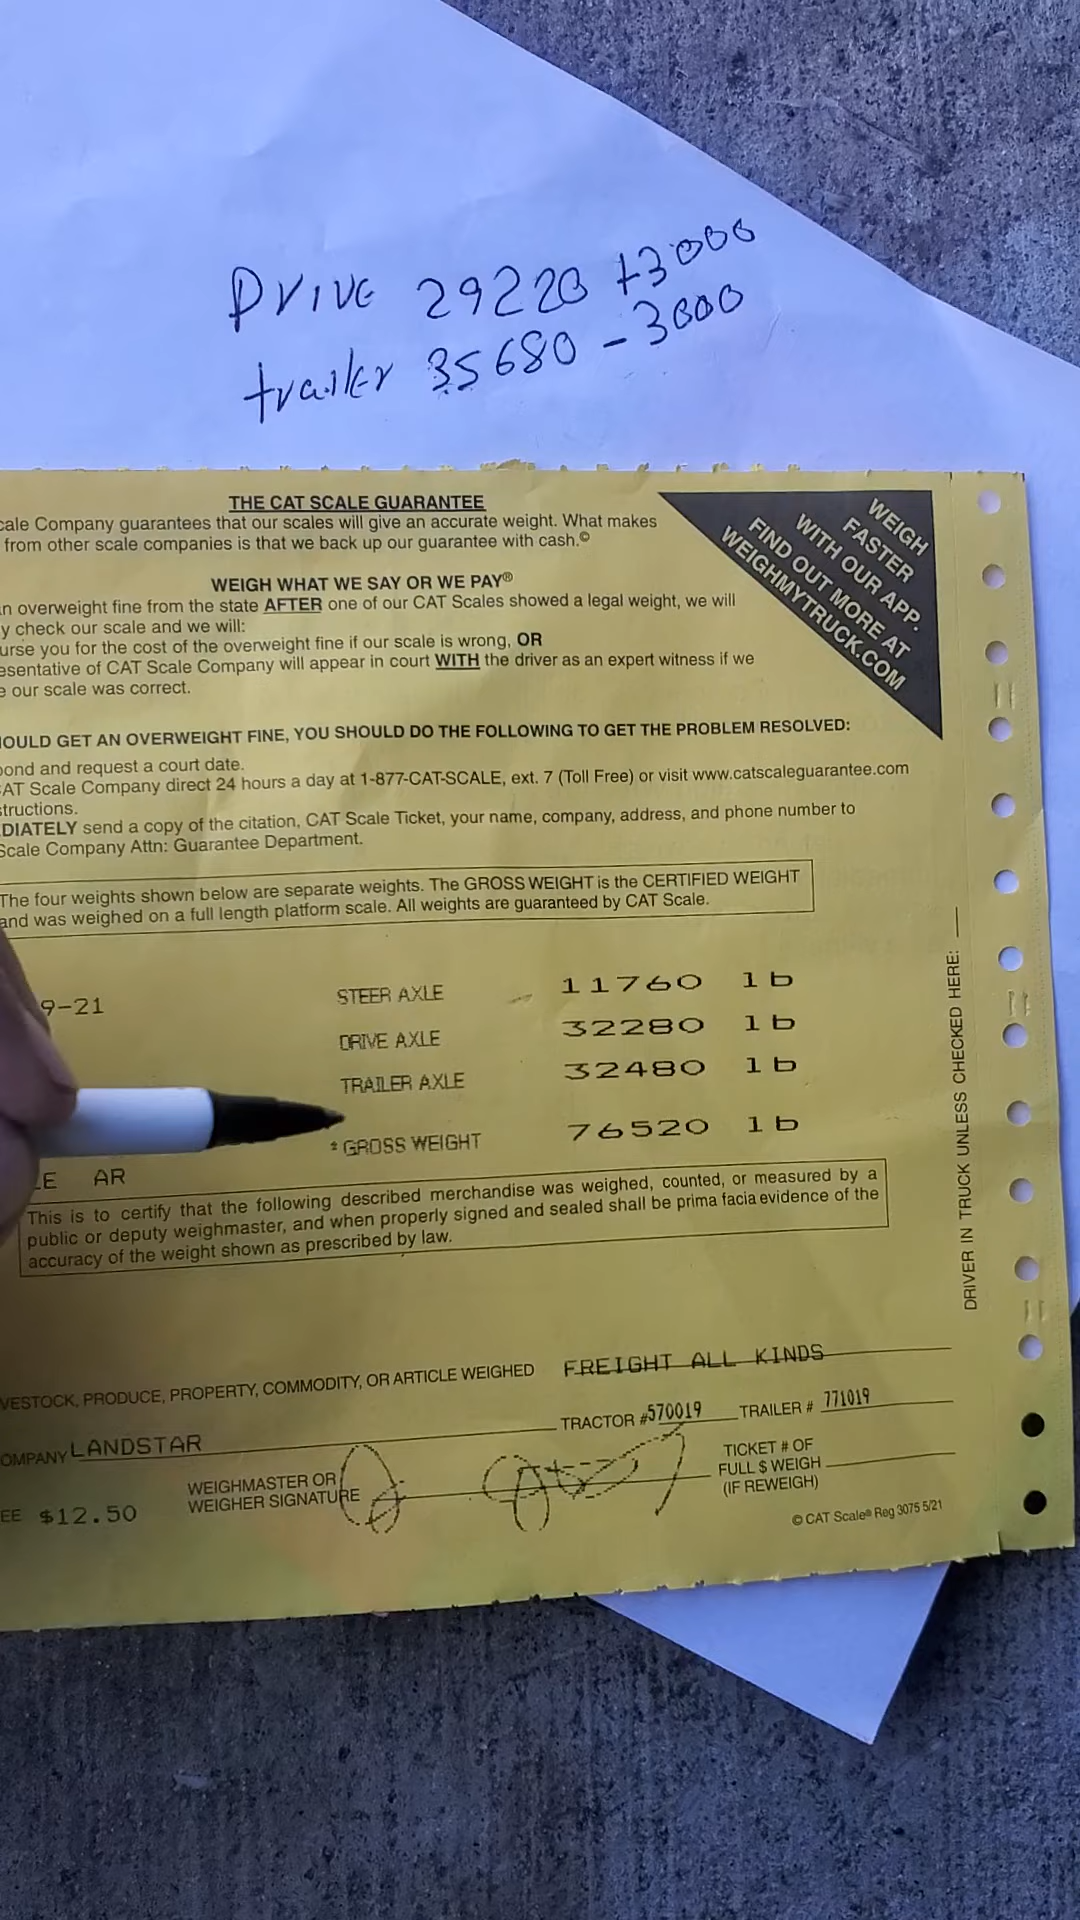 Drive 29220 +3000
trailer 35680 - 3000
THE CAT SCALE GUARANTEE
cale Company guarantees that our scales will give an accurate weight. What makes
from other scale companies is that we back up our guarantee with cash.©
WEIGH WHAT WE SAY OR WE PAY®
n overweight fine from the state AFTER one of our CAT Scales showed a legal weight, we will
y check our scale and we will:
urse you for the cost of the overweight fine if our scale is wrong, OR
esentative of CAT Scale Company will appear in court WITH the driver as an expert witness if we
e our scale was correct.
WEIGH
FASTER
WITH OUR APP.
FIND OUT MORE AT
WEIGHMYTRUCK.COM
OULD GET AN OVERWEIGHT FINE, YOU SHOULD DO THE FOLLOWING TO GET THE PROBLEM RESOLVED:
ond and request a court date.
CAT Scale Company direct 24 hours a day at 1-877-CAT-SCALE, ext. 7 (Toll Free) or visit www.catscaleguarantee.com
structions.
DIATELY send a copy of the citation, CAT Scale Ticket, your name, company, address, and phone number to
Scale Company Attn: Guarantee Department.
The four weights shown below are separate weights. The GROSS WEIGHT is the CERTIFIED WEIGHT
and was weighed on a full length platform scale. All weights are guaranteed by CAT Scale.
9-21
STEER AXLE 11760 lb
DRIVE AXLE 32280 lb
TRAILER AXLE 32480 lb
* GROSS WEIGHT 76520 lb
LE AR
This is to certify that the following described merchandise was weighed, counted, or measured by a
public or deputy weighmaster, and when properly signed and sealed shall be prima facia evidence of the
accuracy of the weight shown as prescribed by law.
DRIVER IN TRUCK UNLESS CHECKED HERE:
VESTOCK, PRODUCE, PROPERTY, COMMODITY, OR ARTICLE WEIGHED FREIGHT ALL KINDS
OMPANY LANDSTAR TRACTOR # 570019 TRAILER # 771019
WEIGHMASTER OR
WEIGHER SIGNATURE
TICKET # OF
FULL $ WEIGH
(IF REWEIGH)
EE $12.50
© CAT Scale® Reg 3075 5/21